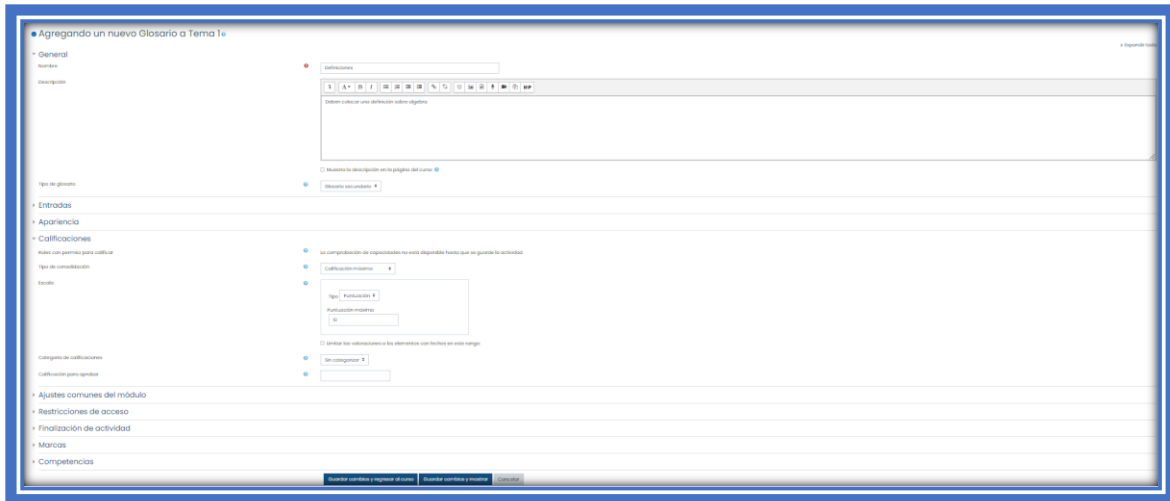 Agregando un nuevo Glosario a Tema 1
Expandir todo
General
Nombre
Definiciones
Descripción
Deben colocar una definición sobre algebra
Muestra la descripción en la página del curso
Tipo de glosario
Glosario secundario
Entradas
Apariencia
Calificaciones
Roles con permiso para calificar
La comprobación de capacidades no está disponible hasta que se guarde la actividad
Tipo de consolidación
Calificación máxima
Escala
Tipo Puntuación
Puntuación máxima
10
Limitar las valoraciones a los elementos con fechas en este rango:
Categoría de calificaciones
Sin categorizar
Calificación para aprobar
Ajustes comunes del módulo
Restricciones de acceso
Finalización de actividad
Marcas
Competencias
Guardar cambios y regresar al curso Guardar cambios y mostrar Cancelar